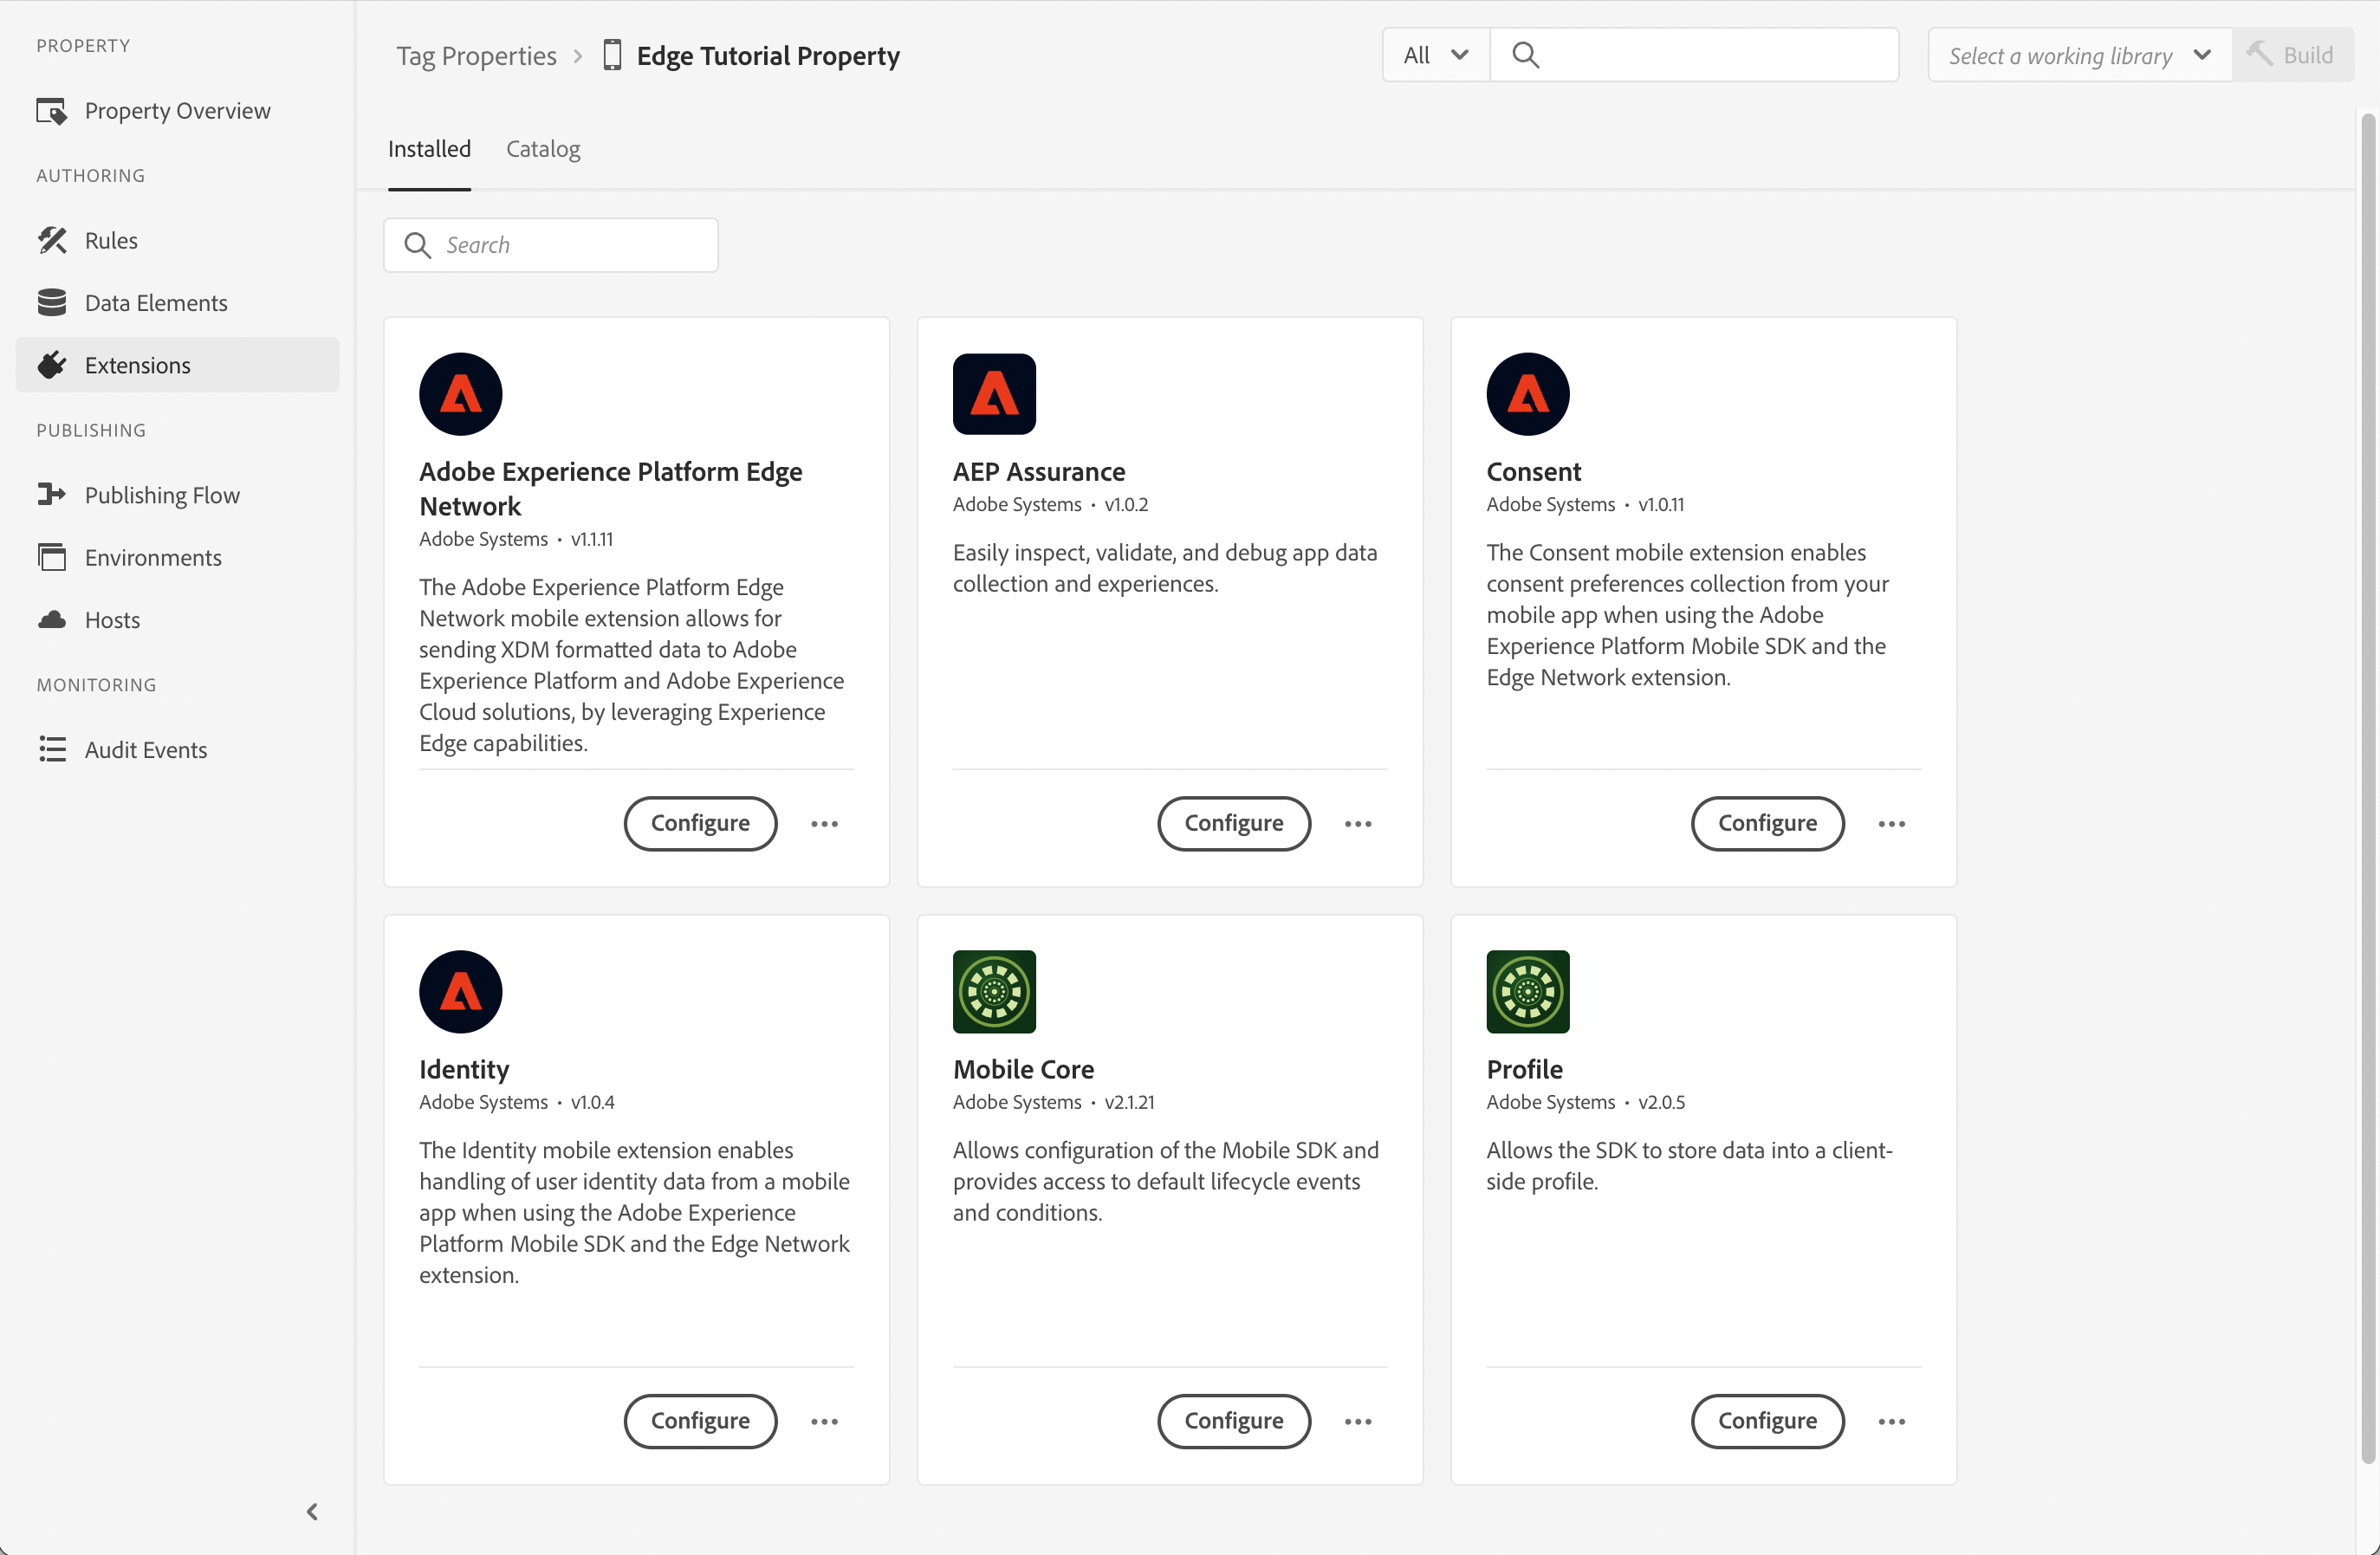 PROPERTY
Property Overview
AUTHORING
Rules
Data Elements
Extensions
PUBLISHING
Publishing Flow
Environments
Hosts
MONITORING
Audit Events
Tag Properties
Edge Tutorial Property
All
Select a working library
Build
Installed
Catalog
Search
Adobe Experience Platform Edge
Network
Adobe Systems • v1.1.11
The Adobe Experience Platform Edge
Network mobile extension allows for
sending XDM formatted data to Adobe
Experience Platform and Adobe Experience
Cloud solutions, by leveraging Experience
Edge capabilities.
Configure
AEP Assurance
Adobe Systems • v1.0.2
Easily inspect, validate, and debug app data
collection and experiences.
Configure
Consent
Adobe Systems • v1.0.11
The Consent mobile extension enables
consent preferences collection from your
mobile app when using the Adobe
Experience Platform Mobile SDK and the
Edge Network extension.
Configure
Identity
Adobe Systems • v1.0.4
The Identity mobile extension enables
handling of user identity data from a mobile
app when using the Adobe Experience
Platform Mobile SDK and the Edge Network
extension.
Configure
Mobile Core
Adobe Systems • v2.1.21
Allows configuration of the Mobile SDK and
provides access to default lifecycle events
and conditions.
Configure
Profile
Adobe Systems • v2.0.5
Allows the SDK to store data into a client-
side profile.
Configure